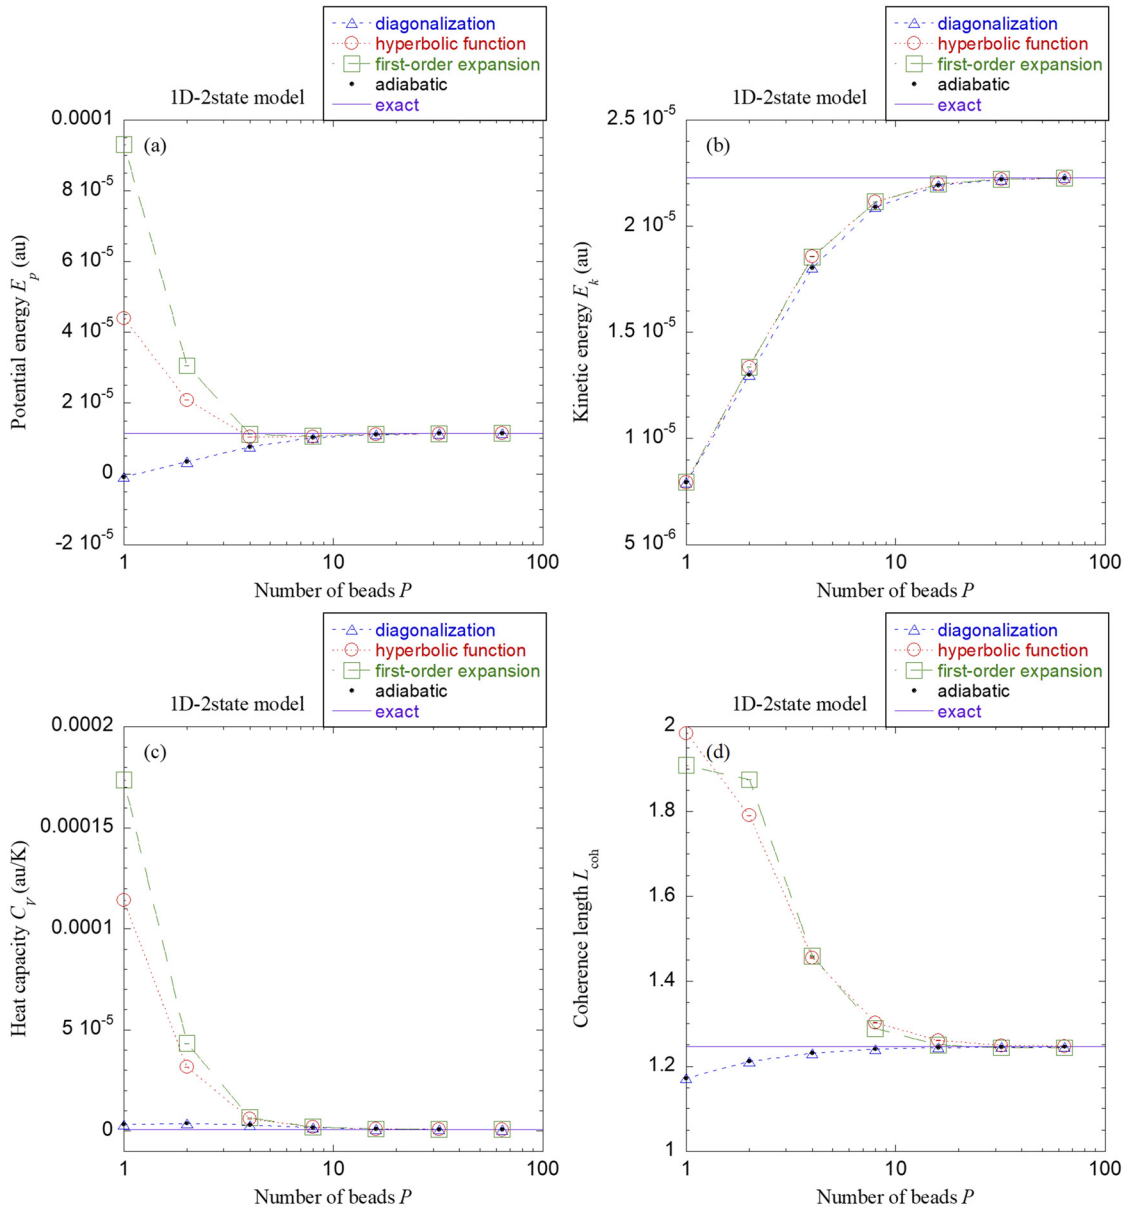 diagonalization
hyperbolic function
first-order expansion
adiabatic
exact
1D-2state model
(a)
0.0001
8 10-5
6 10-5
4 10-5
2 10-5
0
-2 10-5
Potential energy Ep (au)
1
10
100
Number of beads P
diagonalization
hyperbolic function
first-order expansion
adiabatic
exact
1D-2state model
(b)
2.5 10-5
2 10-5
1.5 10-5
1 10-5
5 10-6
Kinetic energy Ek (au)
1
10
100
Number of beads P
diagonalization
hyperbolic function
first-order expansion
adiabatic
exact
1D-2state model
(c)
0.0002
0.00015
0.0001
5 10-5
0
Heat capacity CV (au/K)
1
10
100
Number of beads P
diagonalization
hyperbolic function
first-order expansion
adiabatic
exact
1D-2state model
(d)
2
1.8
1.6
1.4
1.2
1
Coherence length Lcoh
1
10
100
Number of beads P